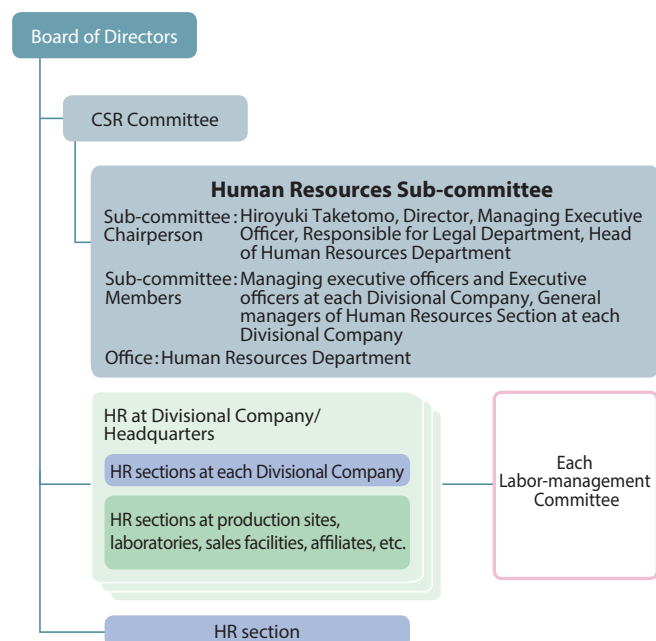 Board of Directors
CSR Committee
Human Resources Sub-committee
Sub-committee Chairperson: Hiroyuki Taketomo, Director, Managing Executive
Officer, Responsible for Legal Department, Head
of Human Resources Department
Sub-committee Members: Managing executive officers and Executive
officers at each Divisional Company, General
managers of Human Resources Section at each
Divisional Company
Office: Human Resources Department
HR at Divisional Company/
Headquarters
HR sections at each Divisional Company
HR sections at production sites,
laboratories, sales facilities, affiliates, etc.
Each
Labor-management
Committee
HR section